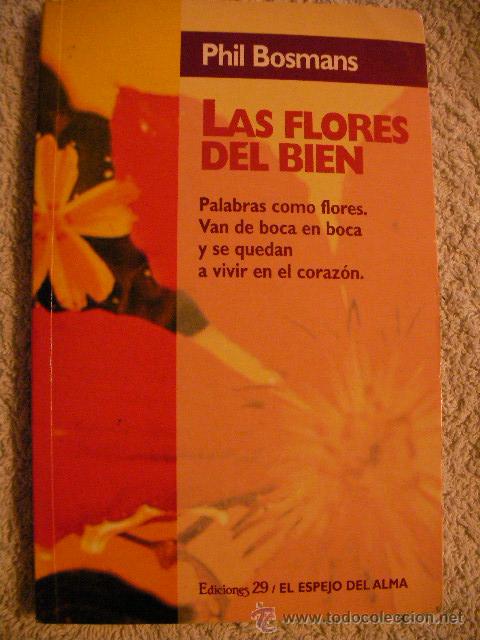 Phil Bosmans
LAS FLORES
DEL BIEN
Palabras como flores.
Van de boca en boca
y se quedan
a vivir en el corazón.
Ediciones 29 / EL ESPEJO DEL ALMA
www.todocoleccion.net